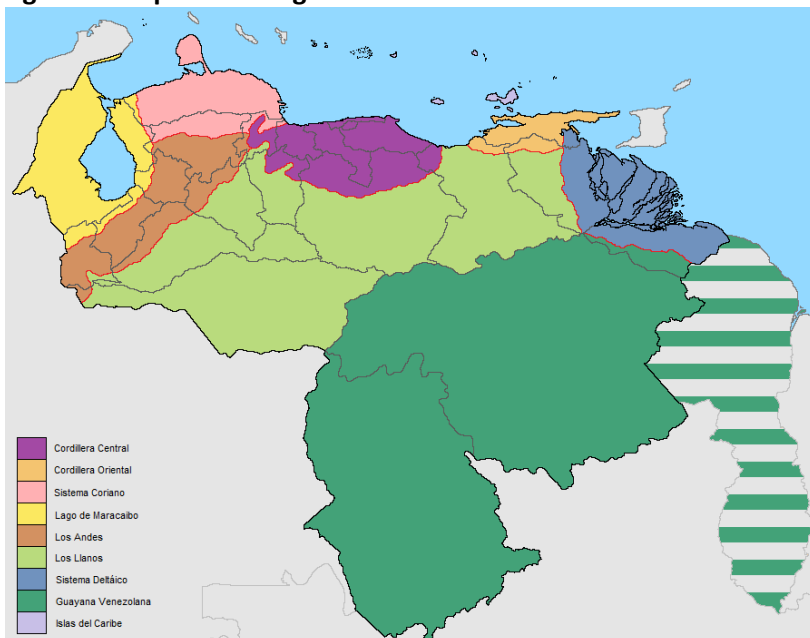 Cordillera Central
Cordillera Oriental
Sistema Coriano
Lago de Maracaibo
Los Andes
Los Llanos
Sistema Deltáico
Guayana Venezolana
Islas del Caribe